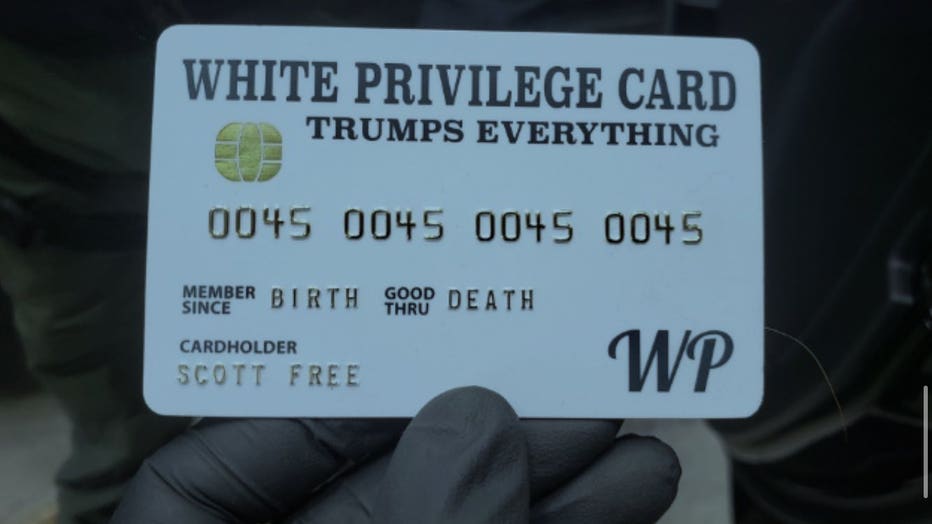 WHITE PRIVILEGE CARD
TRUMPS EVERYTHING
0045 0045 0045 0045
MEMBER SINCE BIRTH GOOD THRU DEATH
CARDHOLDER
SCOTT FREE
WP